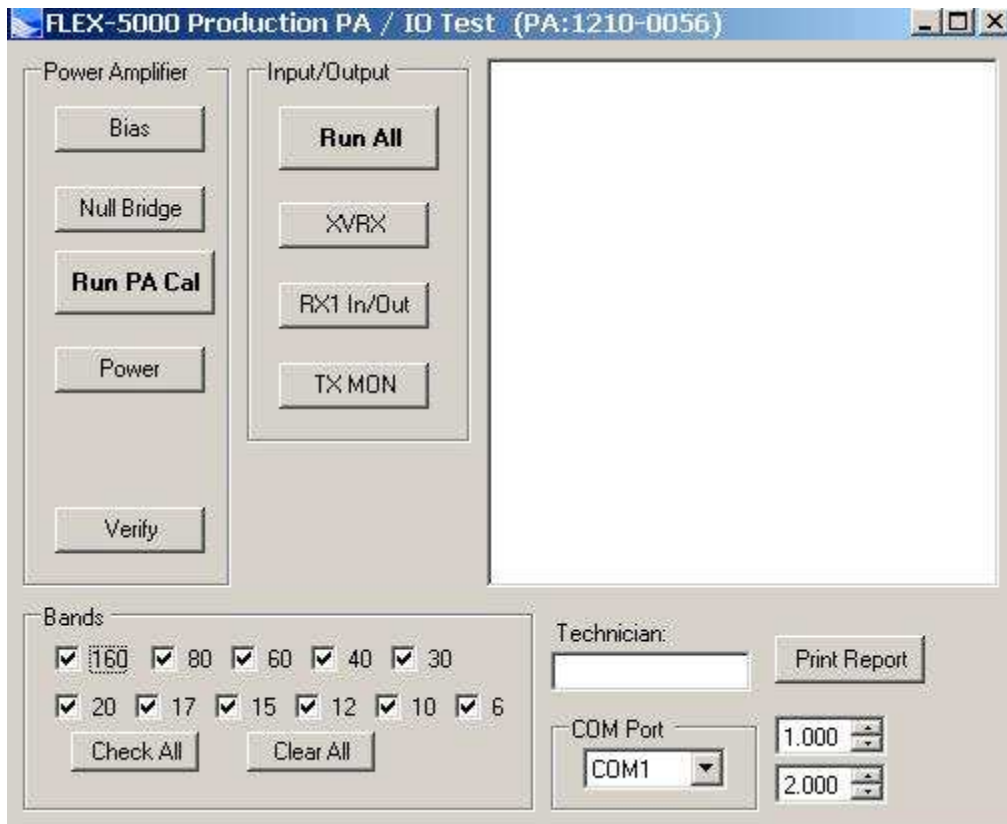 FLEX-5000 Production PA / IO Test (PA:1210-0056)
Power Amplifier
Bias
Null Bridge
Run PA Cal
Power
Verify
Input/Output
Run All
XVRX
RX1 In/Out
TX MON
Bands
160 80 60 40 30
20 17 15 12 10 6
Check All Clear All
Technician:
Print Report
COM Port
COM1
1.000
2.000